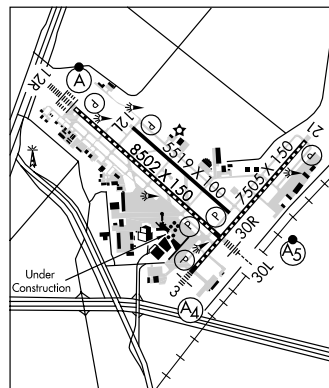 A
12R
P
12L
P
5519 X 100
8502 X 150
7505 X 150
21
P
P
30R
P
P
30L
A5
Under
Construction
3
A4